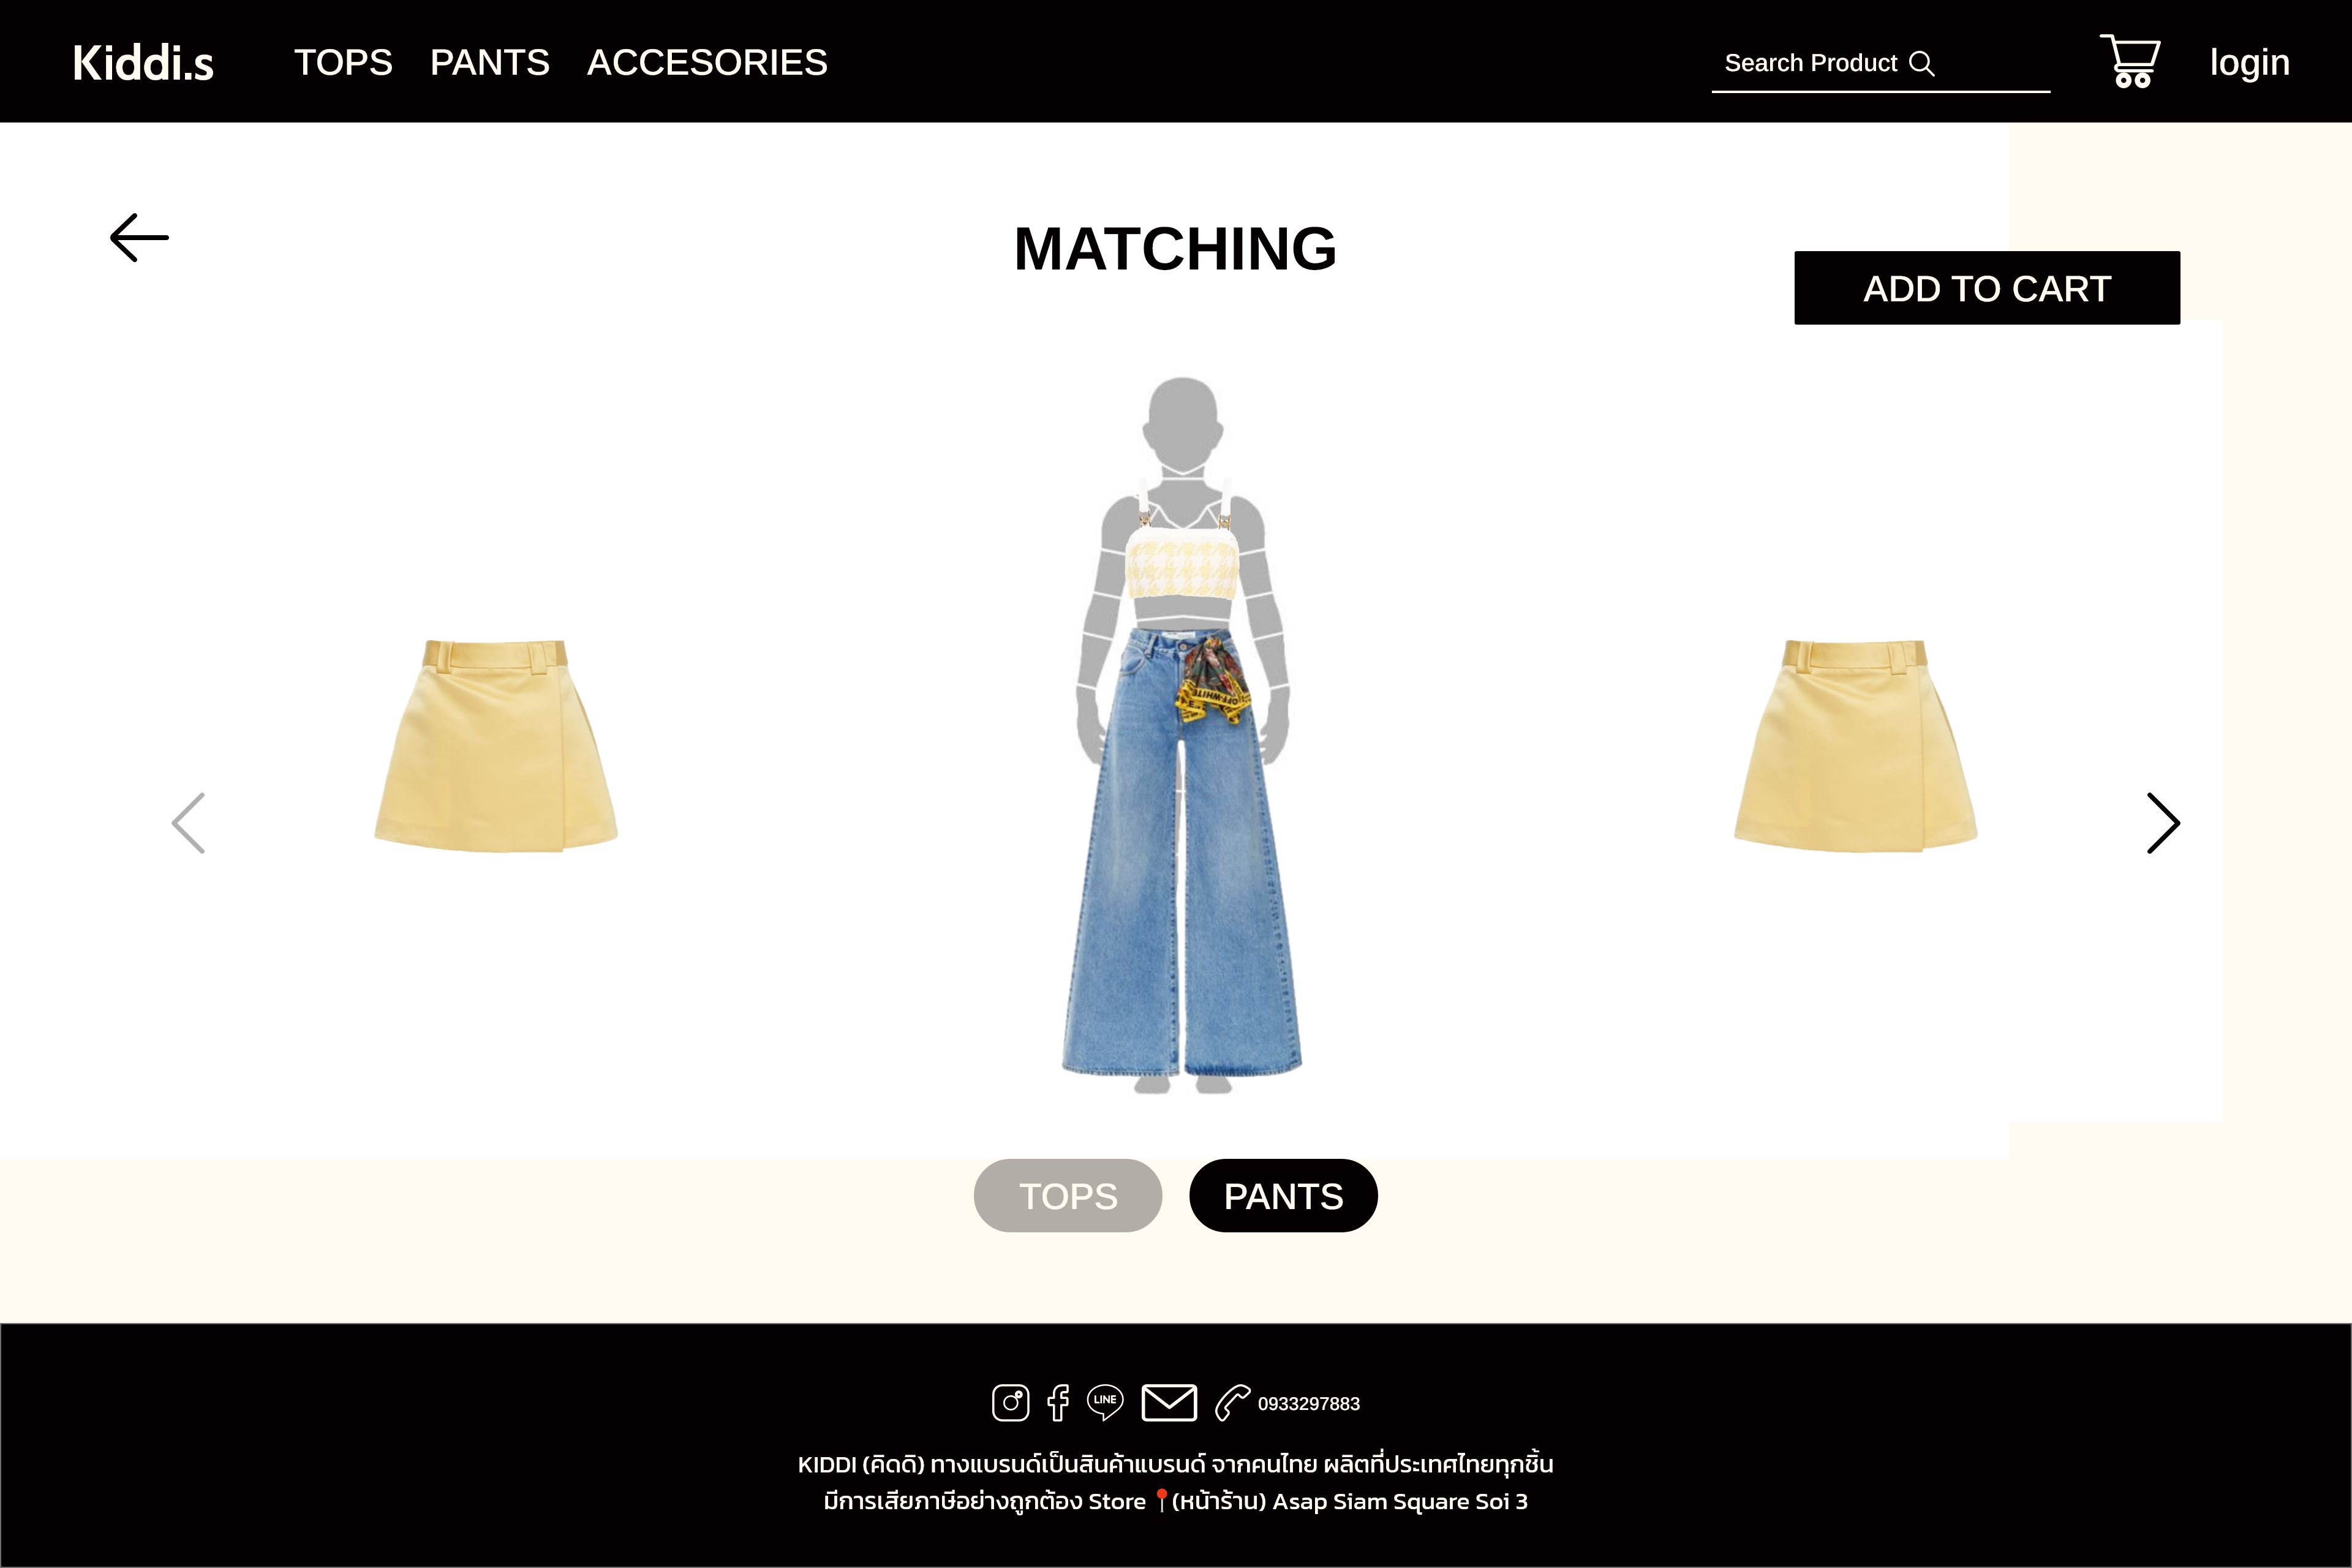 Kiddi.s TOPS PANTS ACCESORIES Search Product login
MATCHING
ADD TO CART
TOPS PANTS
LINE 0933297883
KIDDI (คิดดิ) ทางแบรนด์เป็นสินค้าแบรนด์ จากคนไทย ผลิตที่ประเทศไทยทุกชิ้น
มีการเสียภาษีอย่างถูกต้อง Store 📍(หน้าร้าน) Asap Siam Square Soi 3